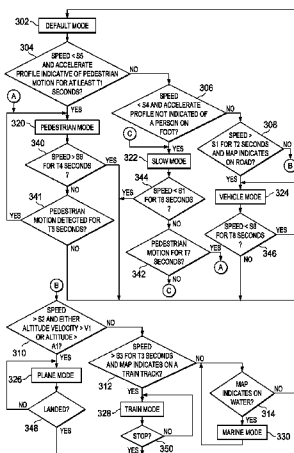 302
DEFAULT MODE
304
SPEED < S5
AND ACCELERATE
PROFILE INDICATIVE OF PEDESTRIAN
MOTION FOR AT LEAST T1
SECONDS?
NO
YES
A
320
PEDESTRIAN MODE
340
SPEED > S9
FOR T4 SECONDS
?
YES
NO
341
PEDESTRIAN
MOTION DETECTED FOR
T5 SECONDS?
YES
NO
306
SPEED
< S4 AND ACCELERATE
PROFILE NOT INDICATED OF
A PERSON ON
FOOT?
NO
YES
C
322
SLOW MODE
344
SPEED < B1
FOR T6 SECONDS
?
YES
NO
PEDESTRIAN
MOTION FOR T7
SECONDS?
342
YES
A
NO
C
308
SPEED >
S1 FOR T2 SECONDS
AND MAP INDICATES
ON ROAD?
NO
B
YES
VEHICLE MODE
324
FOR T8 SECONDS
?
346
YES
NO
B
SPEED
> S2 AND EITHER
ALTITUDE VELOCITY > V1
OR ALTITUDE >
A1?
310
NO
YES
326
PLANE MODE
LANDED?
348
NO
YES
SPEED
> B3 FOR T3 SECONDS
AND MAP INDICATES ON A
TRAIN TRACK?
312
NO
YES
328
TRAIN MODE
STOP?
350
NO
YES
MAP
INDICATES ON
WATER?
314
NO
YES
MARINE MODE
330